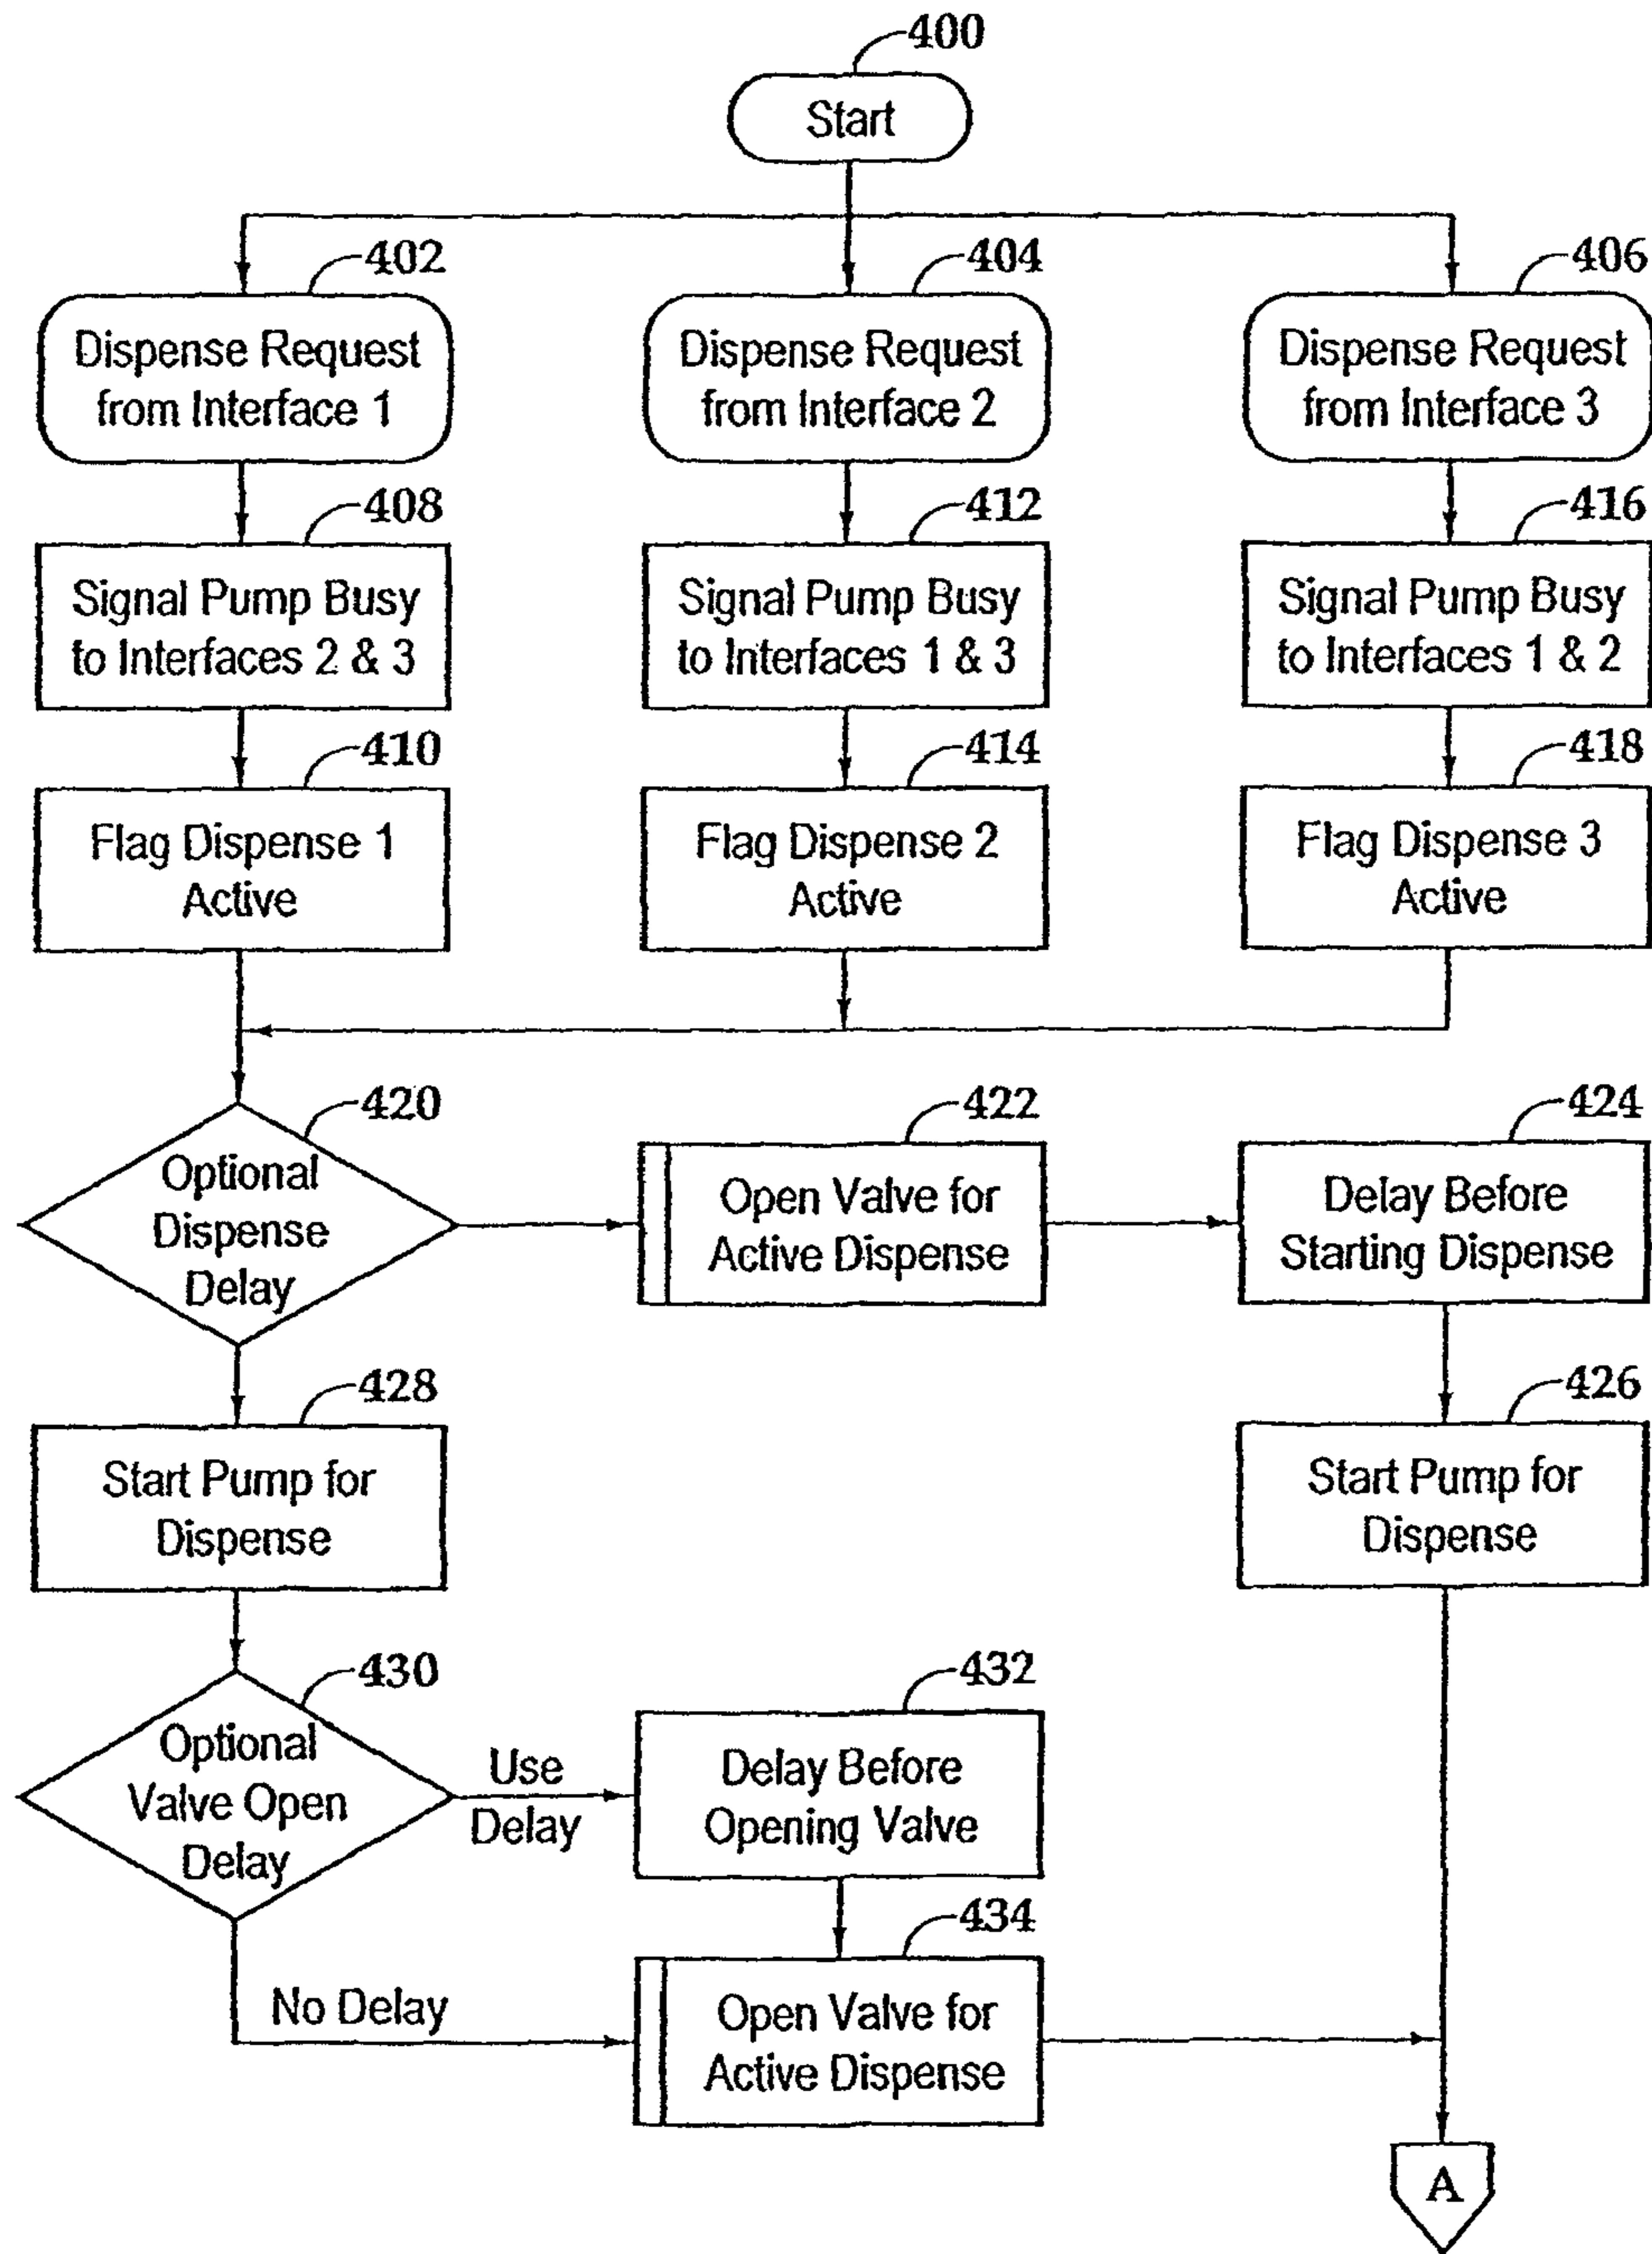 400
Start
402
404
406
Dispense Request
from Interface 1
Dispense Request
from Interface 2
Dispense Request
from Interface 3
408
412
416
Signal Pump Busy
to Interfaces 2 & 3
Signal Pump Busy
to Interfaces 1 & 3
Signal Pump Busy
to Interfaces 1 & 2
410
414
418
Flag Dispense 1
Active
Flag Dispense 2
Active
Flag Dispense 3
Active
420
422
424
Optional
Dispense
Delay
Open Valve for
Active Dispense
Delay Before
Starting Dispense
428
426
Start Pump for
Dispense
Start Pump for
Dispense
430
432
Optional
Valve Open
Delay
Use
Delay
Delay Before
Opening Valve
434
No Delay
Open Valve for
Active Dispense
A